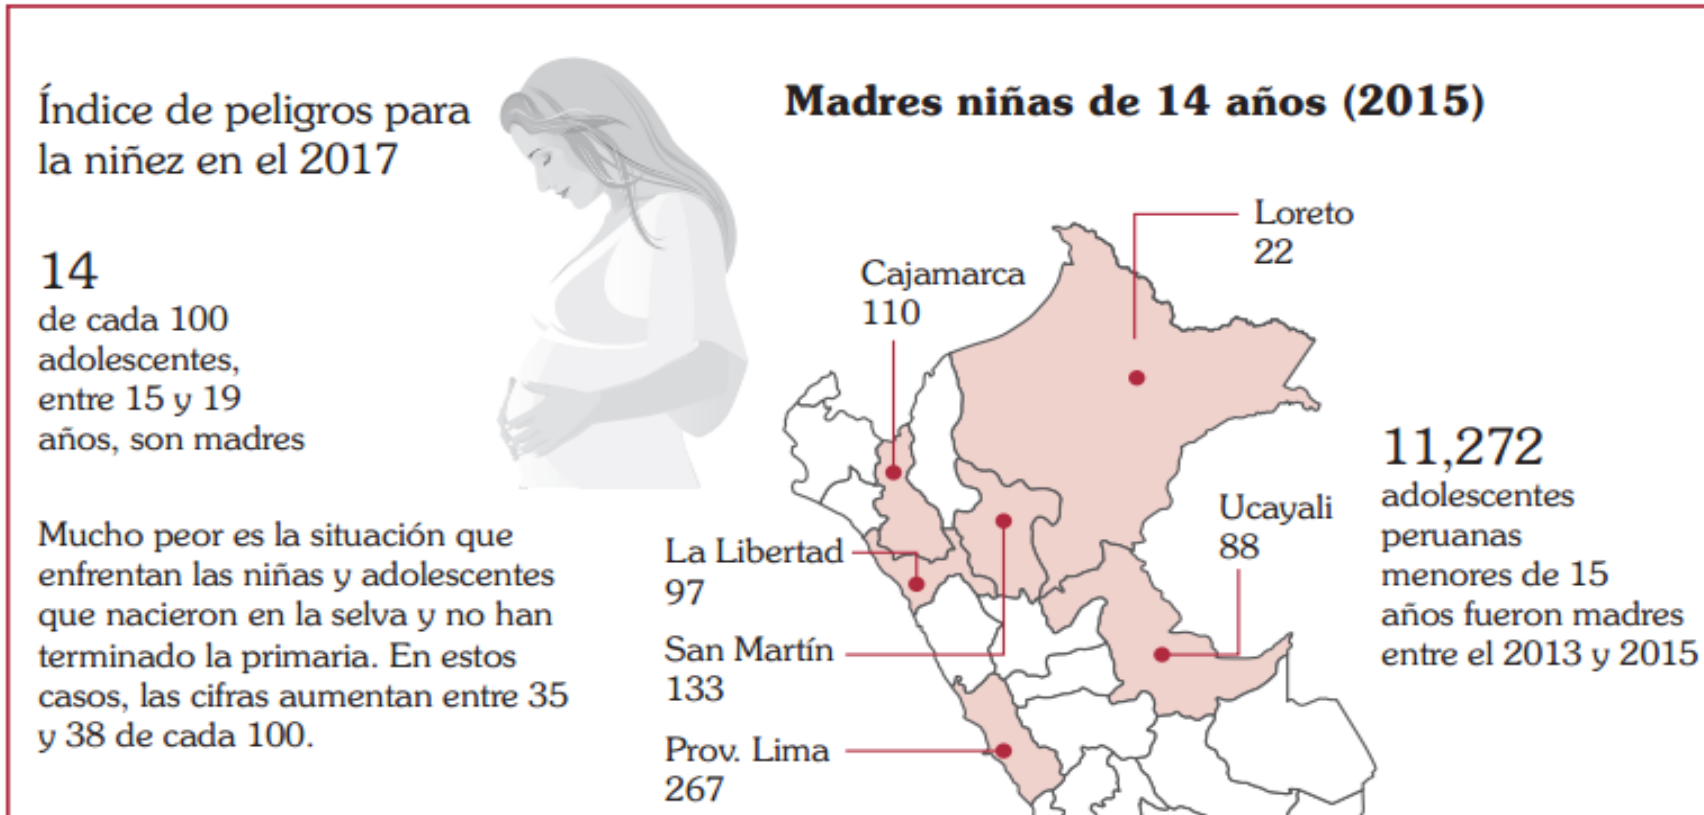 Índice de peligros para
la niñez en el 2017
14
de cada 100
adolescentes,
entre 15 y 19
años, son madres
Mucho peor es la situación que
enfrentan las niñas y adolescentes
que nacieron en la selva y no han
terminado la primaria. En estos
casos, las cifras aumentan entre 35
y 38 de cada 100.
Madres niñas de 14 años (2015)
Loreto
22
Cajamarca
110
La Libertad
97
San Martín
133
Prov. Lima
267
Ucayali
88
11,272
adolescentes
peruanas
menores de 15
años fueron madres
entre el 2013 y 2015